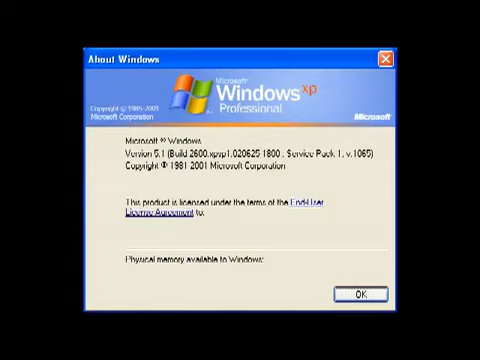 About Windows
Microsoft
Windows xp
Professional
Copyright © 1985-2001
Microsoft Corporation
Microsoft
Microsoft ® Windows
Version 5.1 (Build 2600.xpsp1.020625-1800 : Service Pack 1, v.1065)
Copyright © 1981-2001 Microsoft Corporation
This product is licensed under the terms of the End-User
License Agreement to:
Physical memory available to Windows:
OK